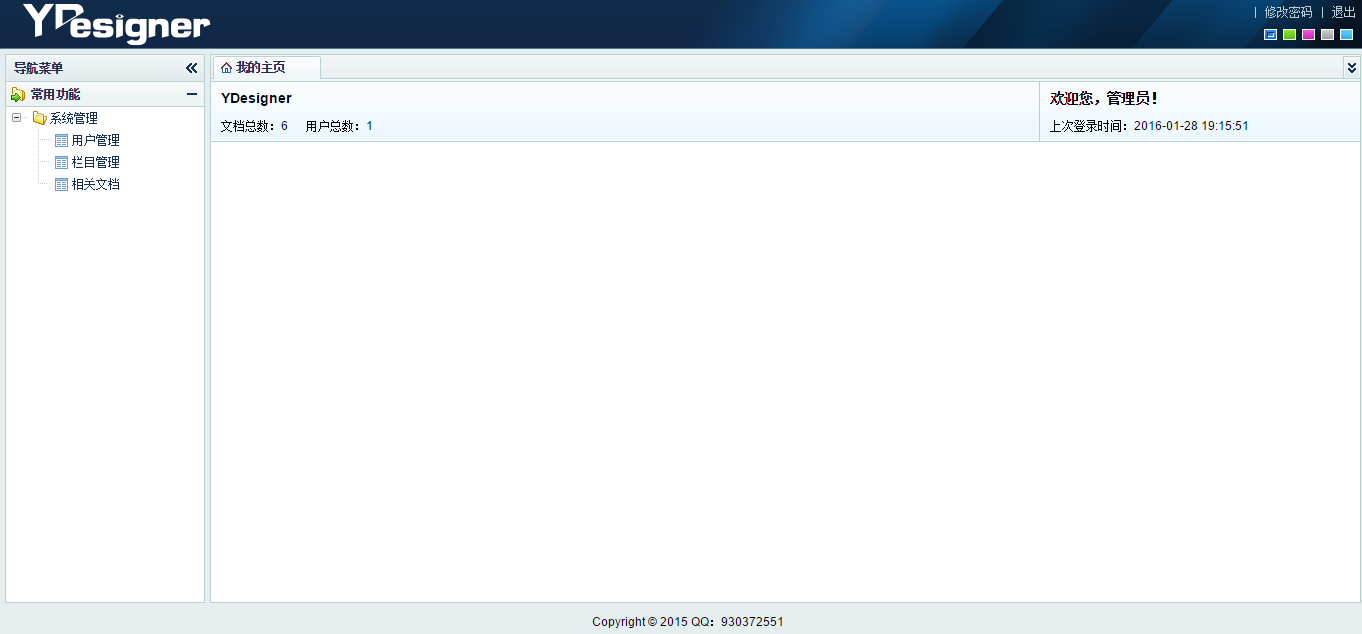 YDesigner
| 修改密码 | 退出
导航菜单
我的主页
常用功能
系统管理
用户管理
栏目管理
相关文档
YDesigner
文档总数：6 用户总数：1
欢迎您，管理员！
上次登录时间：2016-01-28 19:15:51
Copyright © 2015 QQ：930372551